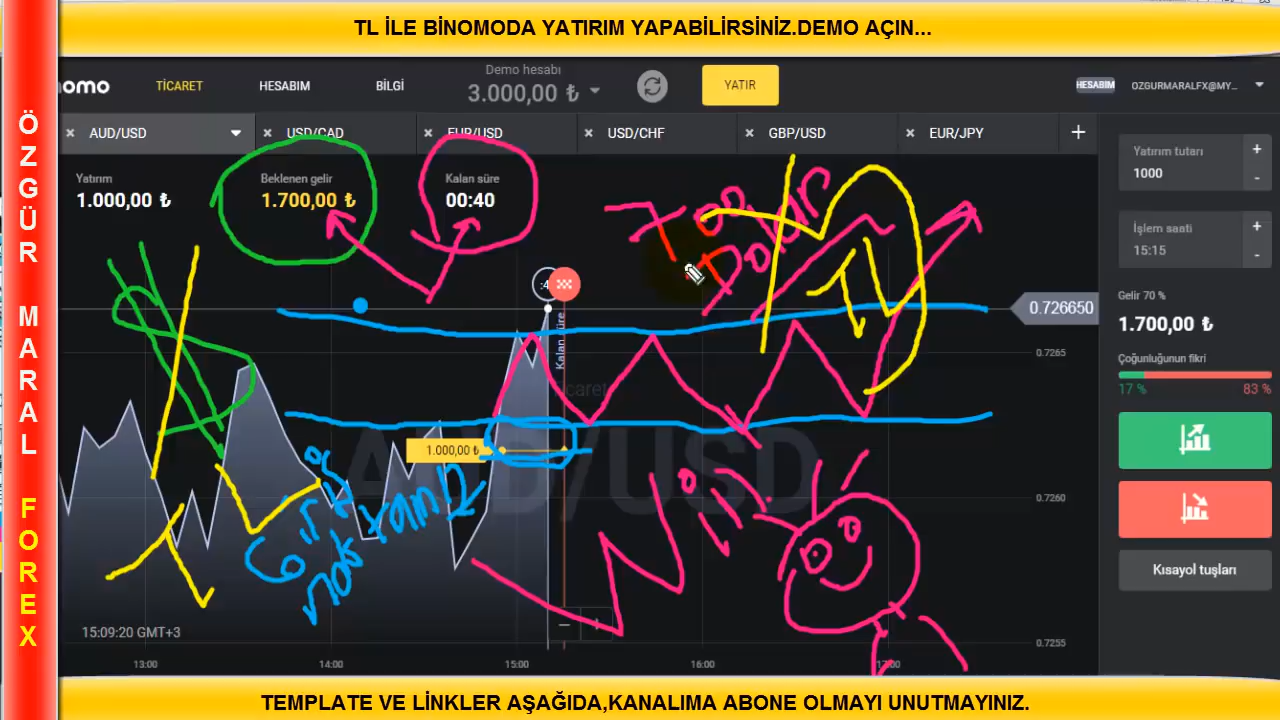 TL İLE BİNOMODA YATIRIM YAPABİLİRSİNİZ.DEMO AÇIN...
ÖZGÜR MARAL FOREX
nomo
TİCARET
HESABIM
BİLGİ
Demo hesabı
3.000,00 ₺
YATIR
HESABIM
OZGURMARALFX@MY...
× AUD/USD
× USD/CAD
× EUR/USD
× USD/CHF
× GBP/USD
× EUR/JPY
+
Yatırım
1.000,00 ₺
Beklenen gelir
1.700,00 ₺
Kalan süre
00:40
700
Dolar
Yatırım tutarı
1000
+
-
İşlem saati
15:15
+
-
Gelir 70 %
1.700,00 ₺
Çoğunluğunun fikri
17 %
83 %
Kısayol tuşları
Kalan süre
0.726650
0.7265
0.7260
0.7255
AUD/USD
1.000,00 ₺
Giriş
noktamız
15:09:20 GMT+3
− +
13:00
14:00
15:00
16:00
17:00
TEMPLATE VE LİNKLER AŞAĞIDA,KANALIMA ABONE OLMAYI UNUTMAYINIZ.